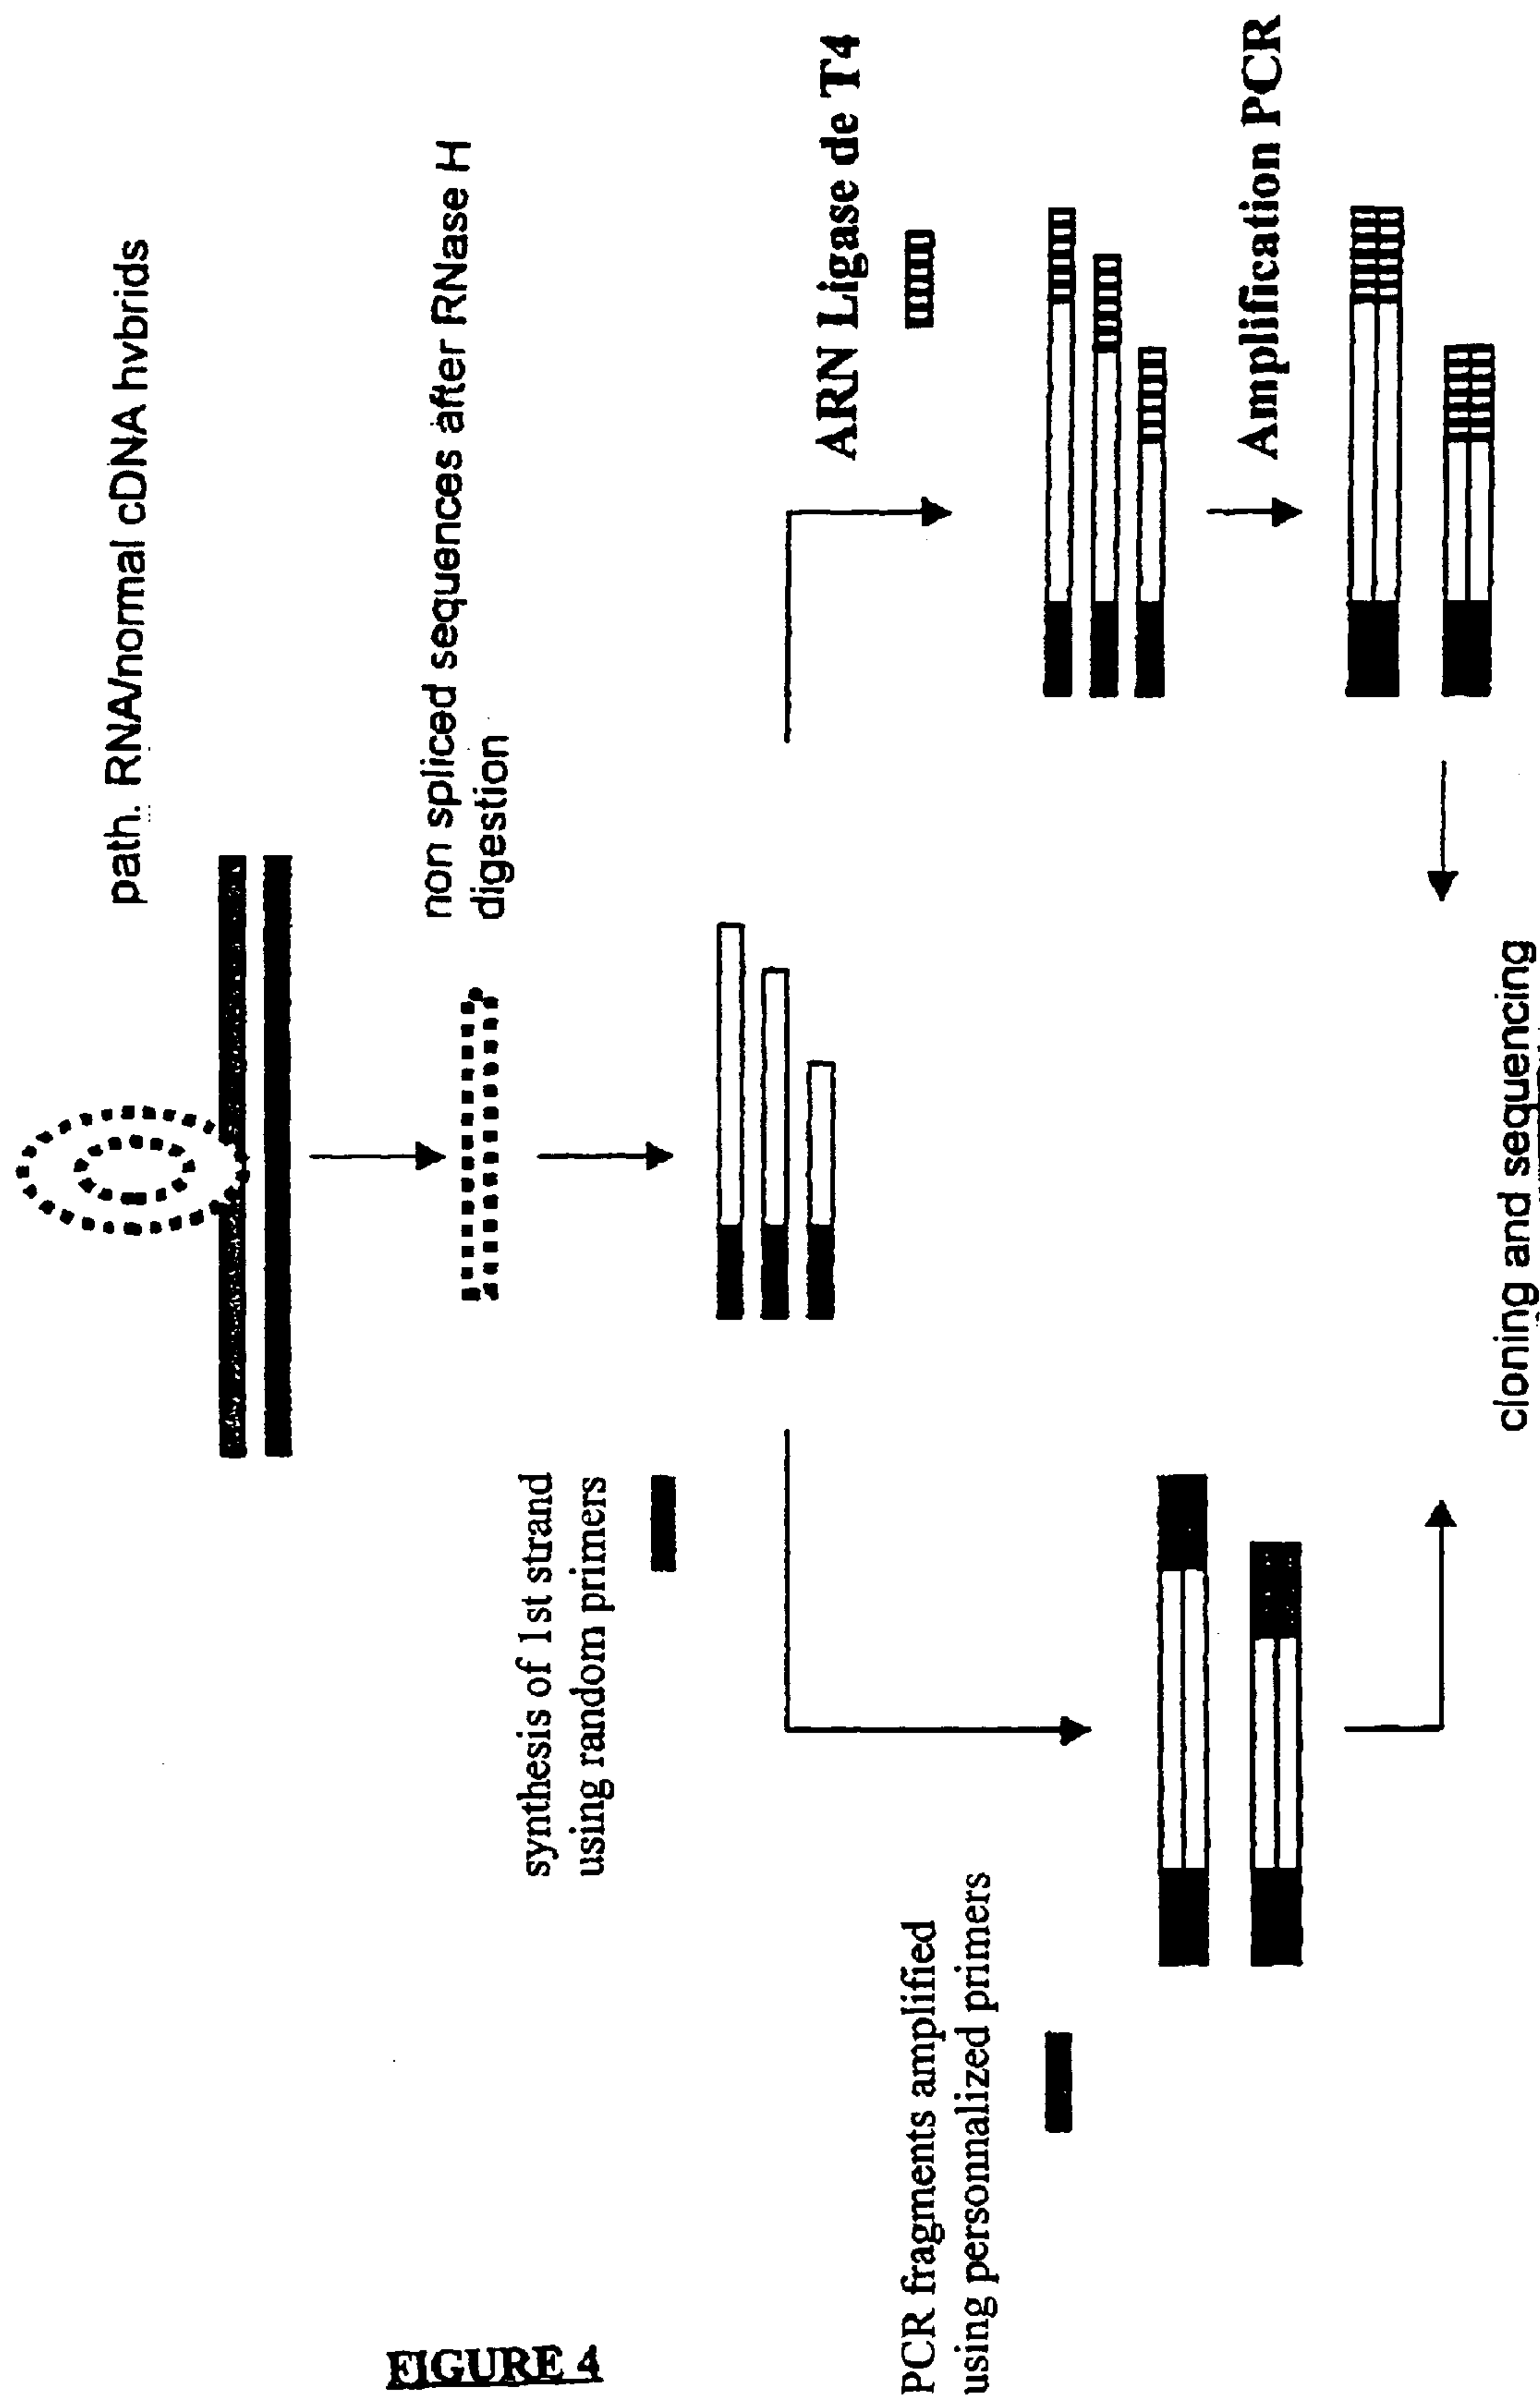 FIGURE 4
path. RNA/normal cDNA hybrids
non spliced sequences after RNase H
digestion
synthesis of 1st strand
using random primers
ARN Ligase de T4
PCR fragments amplified
using personnalized primers
Amplification PCR
cloning and sequencing